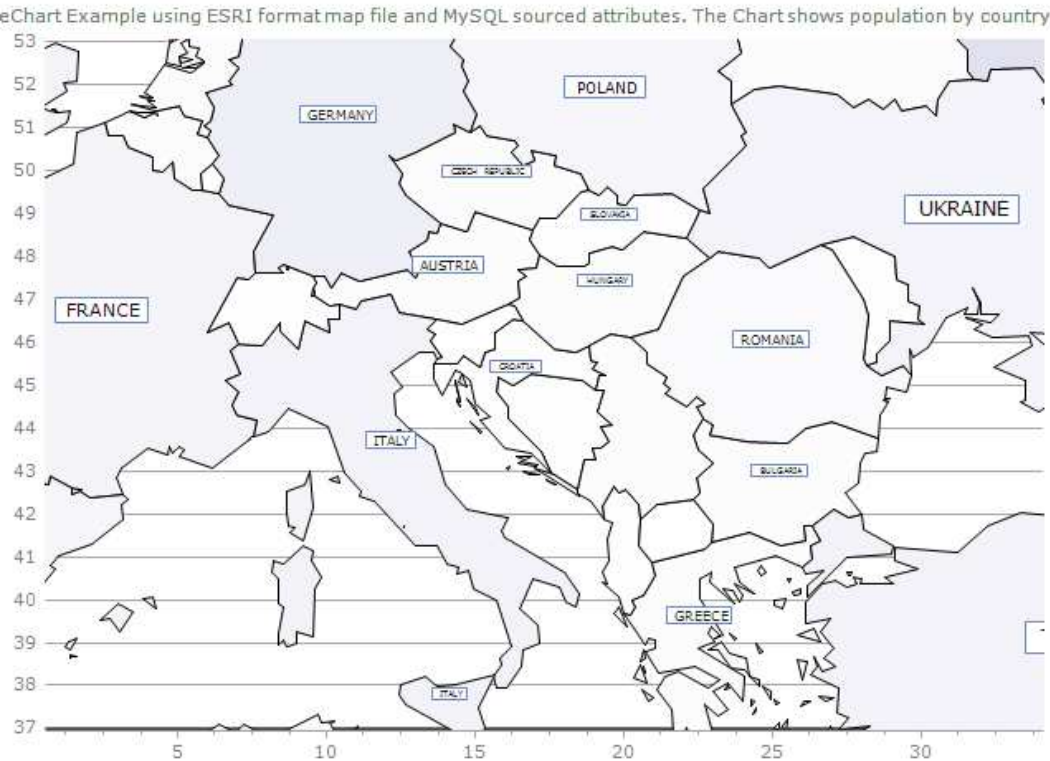 eChart Example using ESRI format map file and MySQL sourced attributes. The Chart shows population by country
53
52
POLAND
GERMANY
51
50
CZECH REPUBLIC
49
SLOVAKIA
UKRAINE
48
AUSTRIA
HUNGARY
47
FRANCE
46
ROMANIA
CROATIA
45
44
ITALY
43
BULGARIA
42
41
40
GREECE
39
T
38
ITALY
37
5 10 15 20 25 30